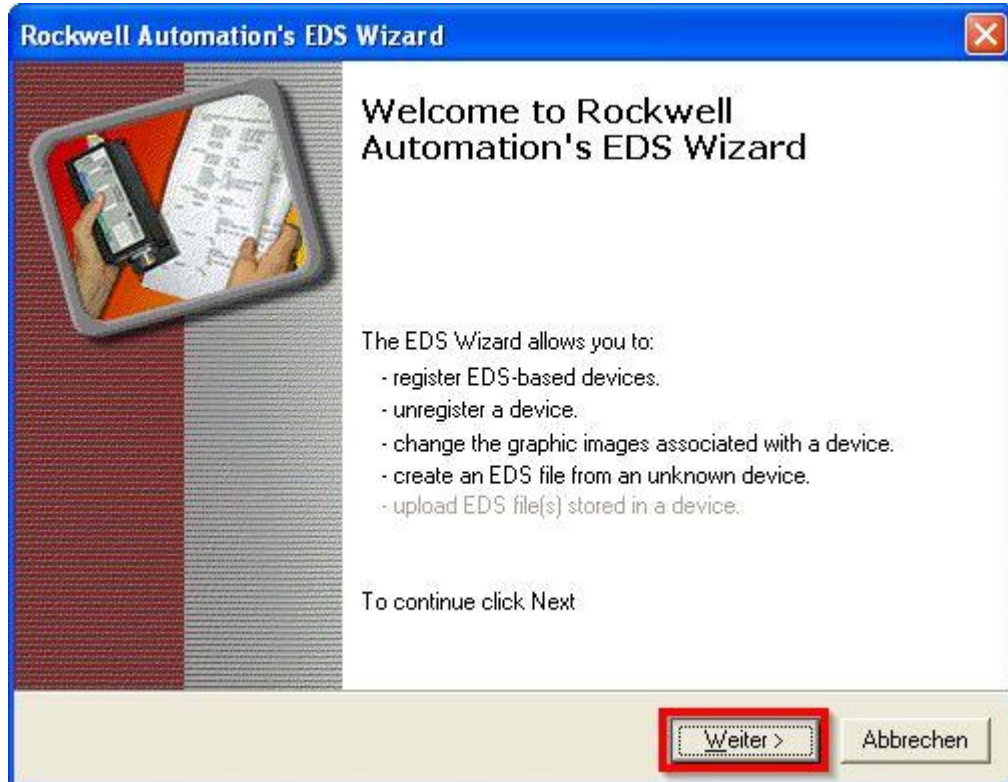 Rockwell Automation's EDS Wizard
Welcome to Rockwell
Automation's EDS Wizard
The EDS Wizard allows you to:
- register EDS-based devices.
- unregister a device.
- change the graphic images associated with a device.
- create an EDS file from an unknown device.
- upload EDS file(s) stored in a device.
To continue click Next
Weiter >
Abbrechen